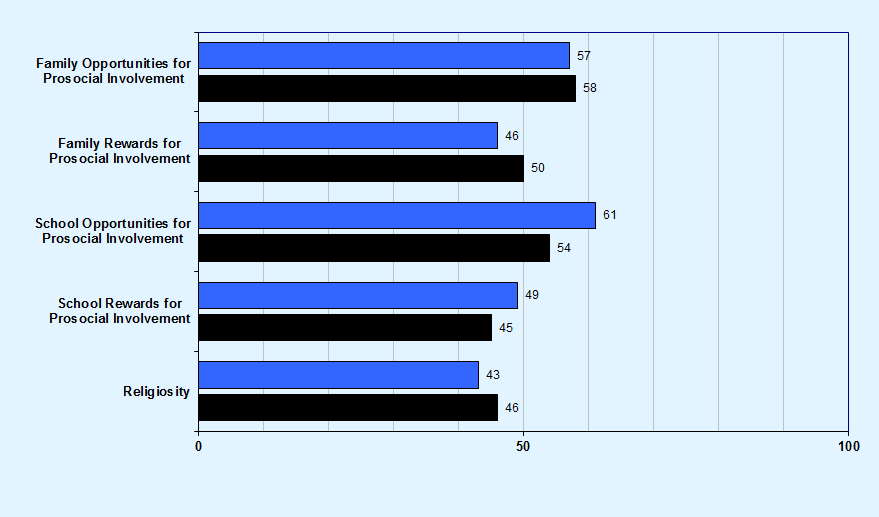 Family Opportunities for
Prosocial Involvement
57
58
Family Rewards for
Prosocial Involvement
46
50
School Opportunities for
Prosocial Involvement
61
54
School Rewards for
Prosocial Involvement
49
45
Religiosity
43
46
0 50 100